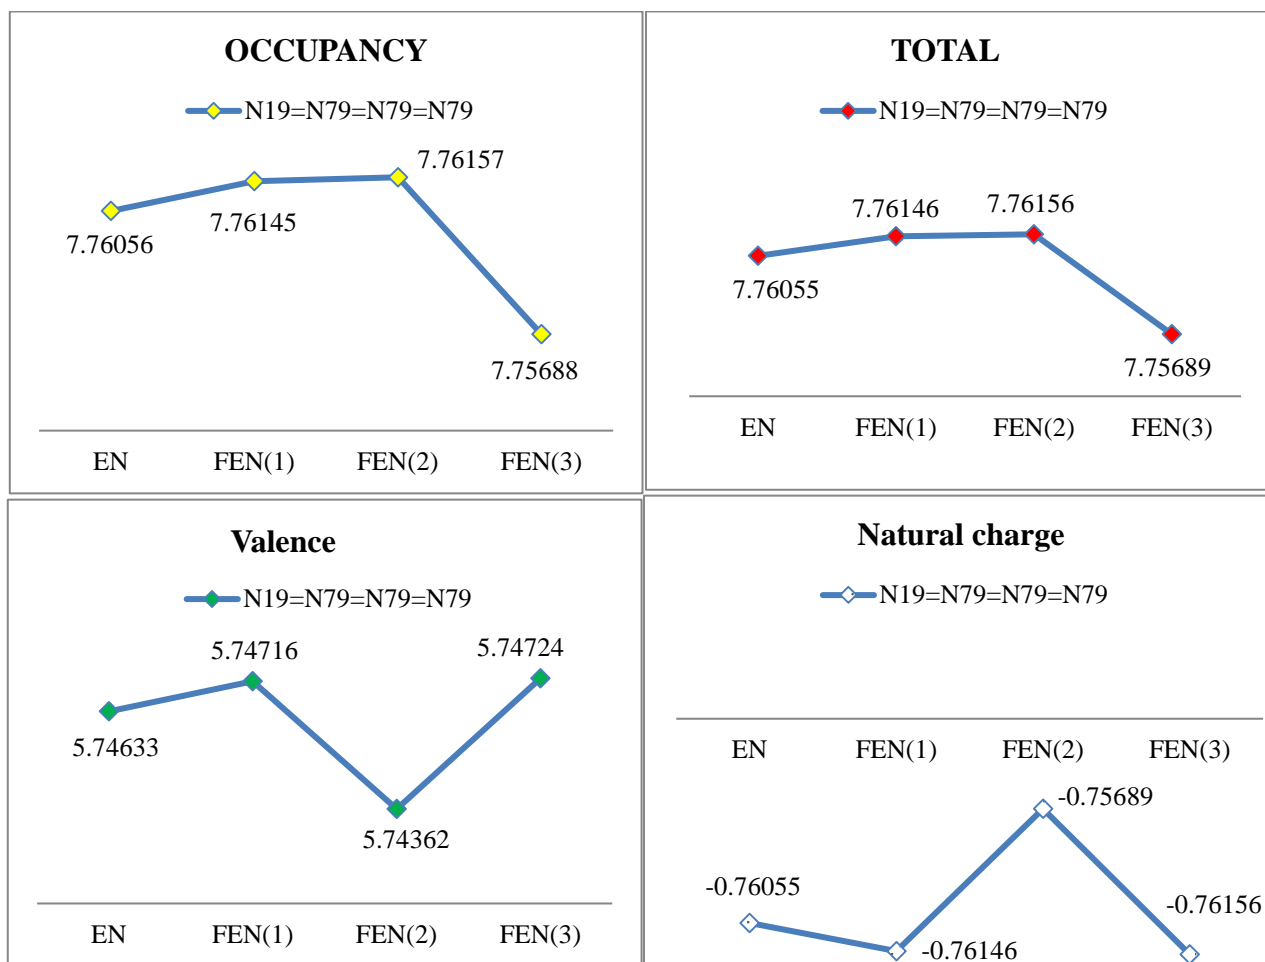 OCCUPANCY
N19=N79=N79=N79
7.76056
7.76145
7.76157
7.75688
EN FEN(1) FEN(2) FEN(3)
TOTAL
N19=N79=N79=N79
7.76055
7.76146
7.76156
7.75689
EN FEN(1) FEN(2) FEN(3)
Valence
N19=N79=N79=N79
5.74633
5.74716
5.74362
5.74724
EN FEN(1) FEN(2) FEN(3)
Natural charge
N19=N79=N79=N79
EN FEN(1) FEN(2) FEN(3)
-0.76055
-0.76146
-0.75689
-0.76156